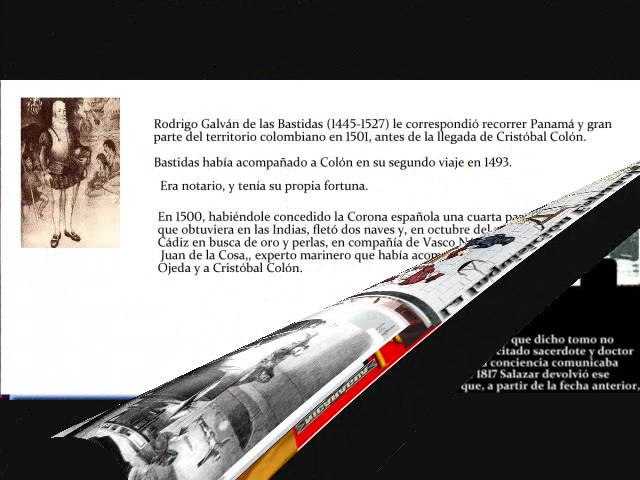 Rodrigo Galván de las Bastidas (1445-1527) le correspondió recorrer Panamá y gran
parte del territorio colombiano en 1501, antes de la llegada de Cristóbal Colón.
Bastidas había acompañado a Colón en su segundo viaje en 1493.
Era notario, y tenía su propia fortuna.
En 1500, habiéndole concedido la Corona española una cuarta
que obtuviera en las Indias, fletó dos naves y, en octubre del
Cádiz en busca de oro y perlas, en compañía de Vasco
Juan de la Cosa,, experto marinero que había
Ojeda y a Cristóbal Colón.
que dicho tomo no
citado sacerdote y doctor
conciencia comunicaba
1817 Salazar devolvió ese
que, a partir de la fecha anterior,